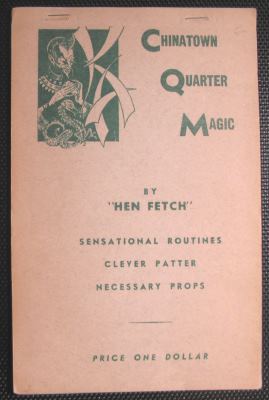 CHINATOWN
QUARTER
MAGIC
BY
"HEN FETCH"
SENSATIONAL ROUTINES
CLEVER PATTER
NECESSARY PROPS
PRICE ONE DOLLAR